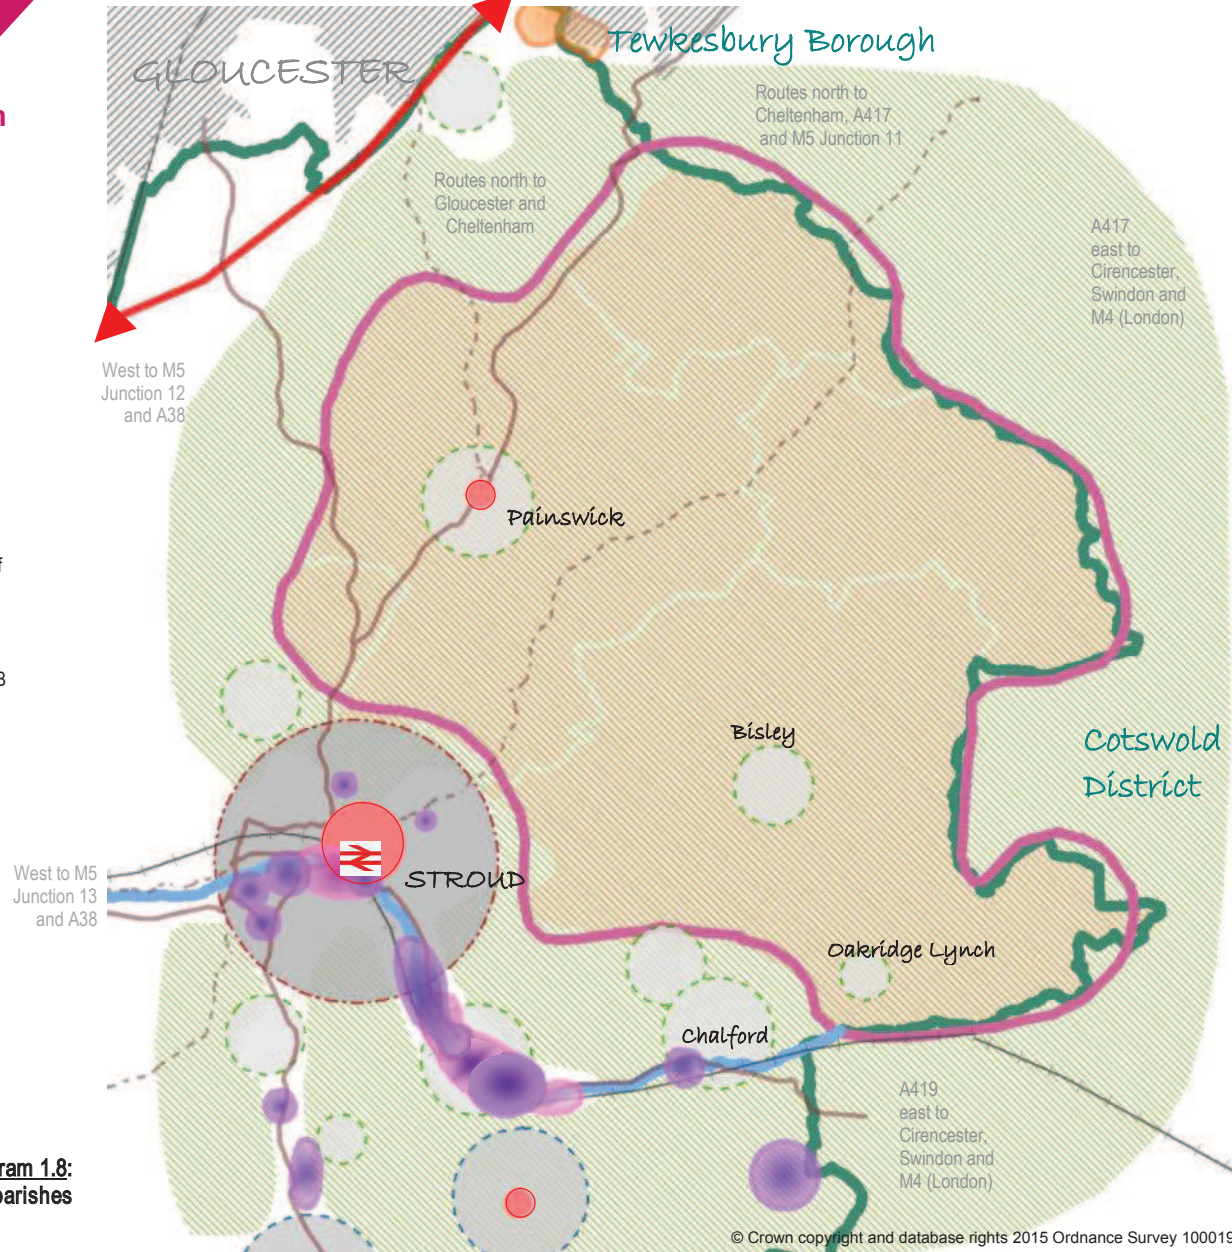 Tewkesbury Borough
GLOUCESTER
Routes north to
Cheltenham, A417
and M5 Junction 11
Routes north to
Gloucester and
Cheltenham
A417
east to
Cirencester,
Swindon and
M4 (London)
West to M5
Junction 12
and A38
Painswick
Bisley
Cotswold
District
West to M5
Junction 13
and A38
STROUD
Oakridge Lynch
Chalford
A419
east to
Cirencester,
Swindon and
M4 (London)
ram 1.8:
parishes
© Crown copyright and database rights 2015 Ordnance Survey 100019